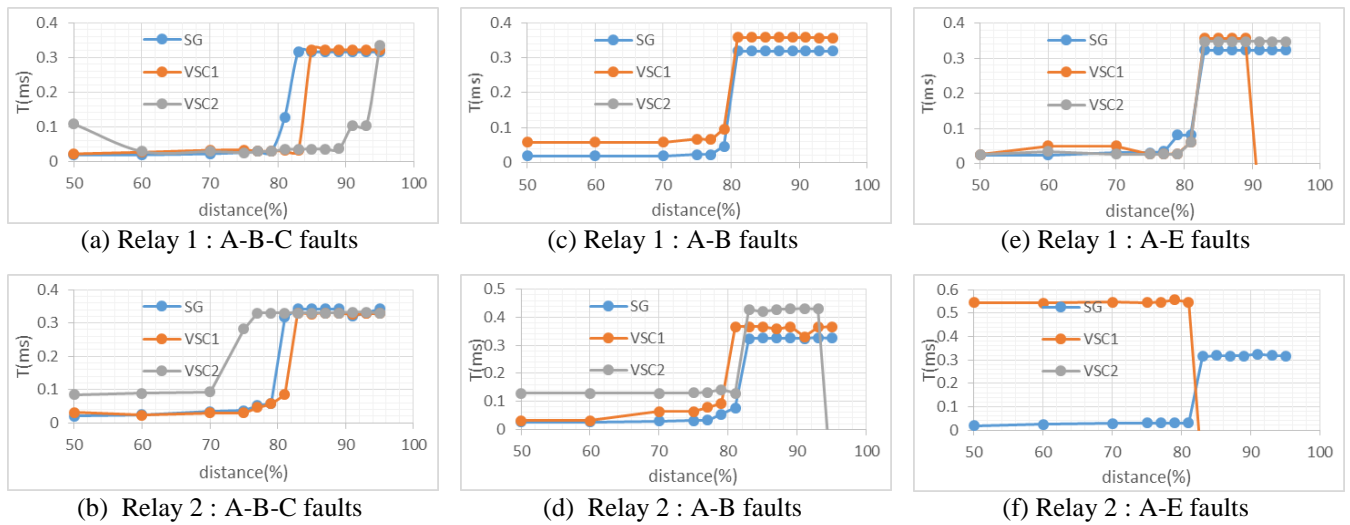 T(ms)
0.4
0.3
0.2
0.1
0
SG
VSC1
VSC2
50 60 70 80 90 100
distance(%)
(a) Relay 1 : A-B-C faults
T(ms)
0.4
0.3
0.2
0.1
0
SG
VSC1
VSC2
50 60 70 80 90 100
distance(%)
(c) Relay 1 : A-B faults
T(ms)
0.4
0.3
0.2
0.1
0
SG
VSC1
VSC2
50 60 70 80 90 100
distance(%)
(e) Relay 1 : A-E faults
T(ms)
0.4
0.3
0.2
0.1
0
SG
VSC1
VSC2
50 60 70 80 90 100
distance(%)
(b) Relay 2 : A-B-C faults
T(ms)
0.5
0.4
0.3
0.2
0.1
0
SG
VSC1
VSC2
50 60 70 80 90 100
distance(%)
(d) Relay 2 : A-B faults
T(ms)
0.6
0.5
0.4
0.3
0.2
0.1
0
SG
VSC1
VSC2
50 60 70 80 90 100
distance(%)
(f) Relay 2 : A-E faults